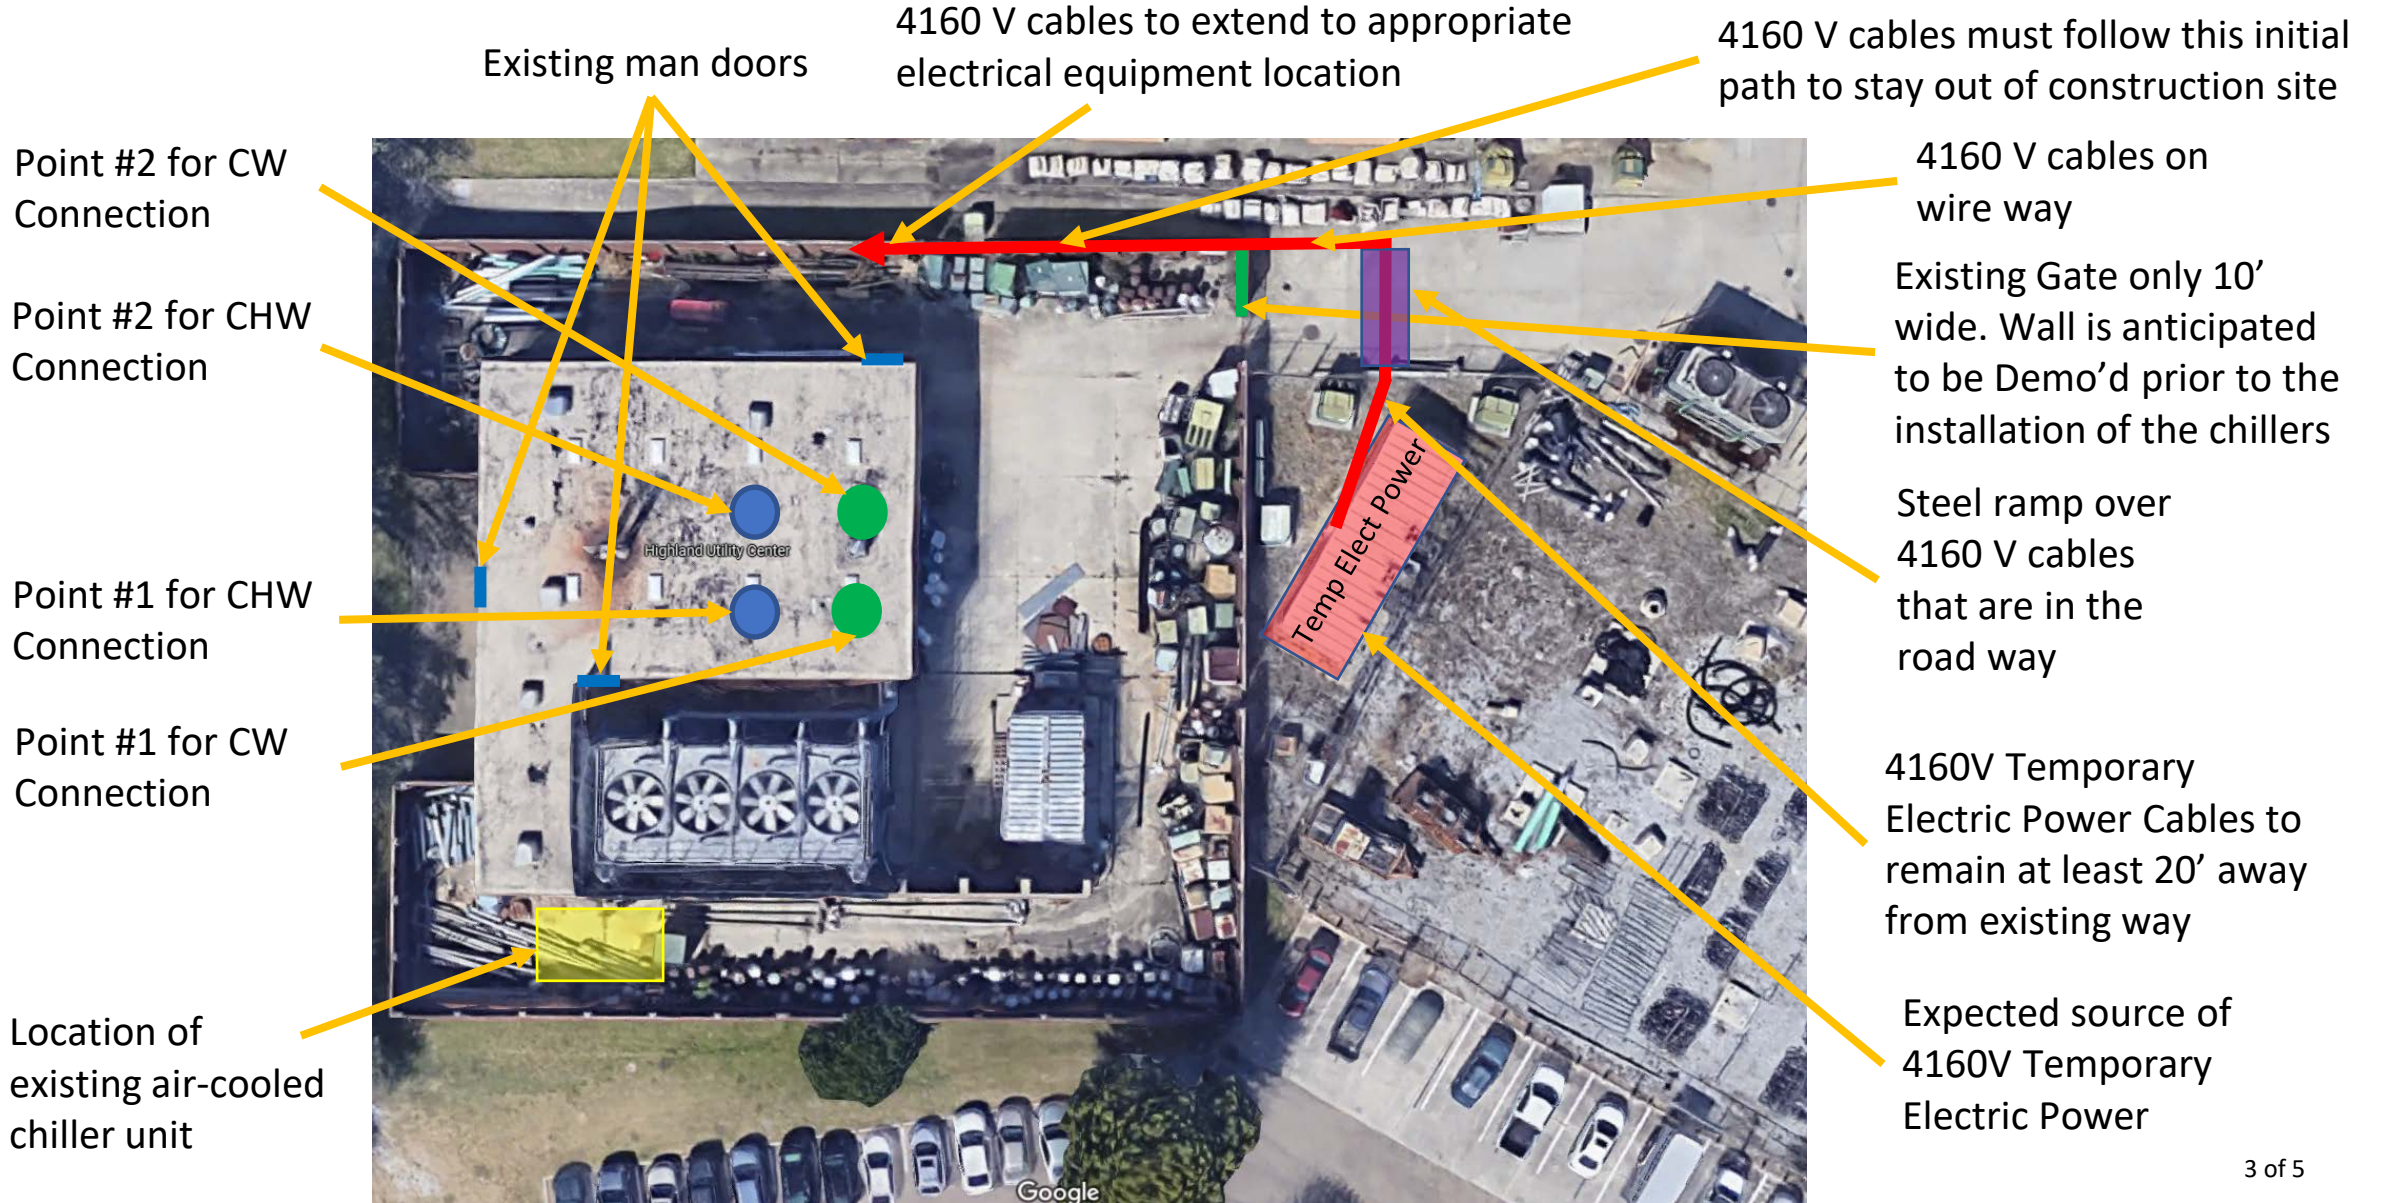 4160 V cables to extend to appropriate
electrical equipment location
4160 V cables must follow this initial
path to stay out of construction site
Existing man doors
Point #2 for CW
Connection
4160 V cables on
wire way
Point #2 for CHW
Connection
Existing Gate only 10’
wide. Wall is anticipated
to be Demo’d prior to the
installation of the chillers
Temp Elect Power
Highland Utility Center
Steel ramp over
4160 V cables
that are in the
road way
Point #1 for CHW
Connection
Point #1 for CW
Connection
4160V Temporary
Electric Power Cables to
remain at least 20’ away
from existing way
Location of
existing air-cooled
chiller unit
Expected source of
4160V Temporary
Electric Power
Google
3 of 5